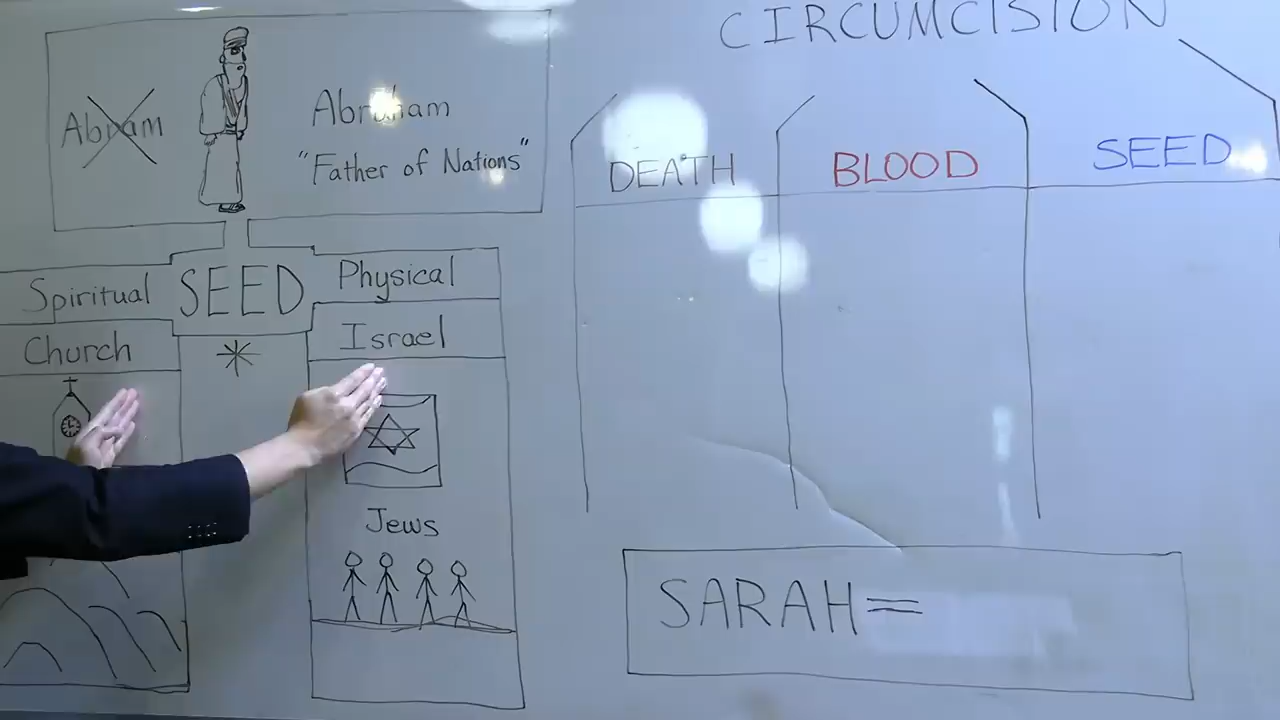 CIRCUMCISION
Abram
Abraham
"Father of Nations"
DEATH
BLOOD
SEED
Spiritual
SEED
Physical
Church
Israel
Jews
SARAH=